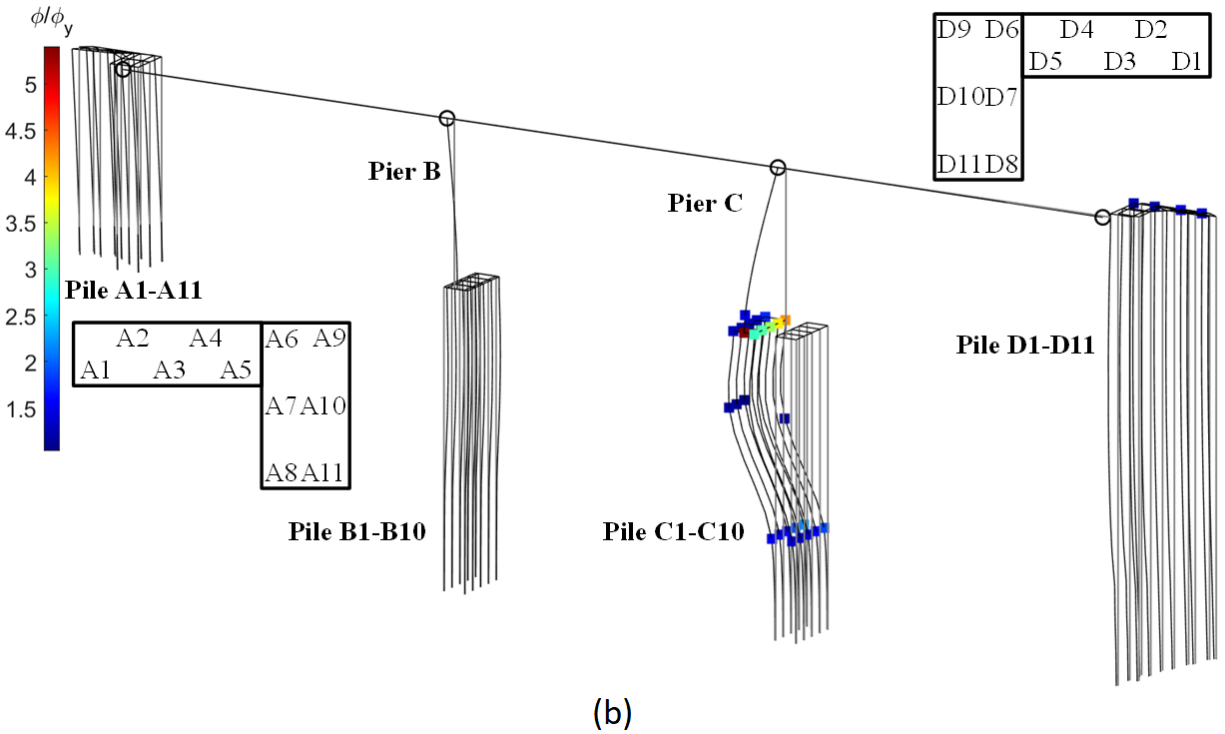 ϕ/ϕy
5
4.5
4
3.5
3
2.5
2
1.5
D9 D6 D4 D2
D5 D3 D1
D10 D7
D11 D8
Pier B
Pier C
Pile A1-A11
A2 A4 A6 A9
A1 A3 A5
A7 A10
A8 A11
Pile D1-D11
Pile B1-B10
Pile C1-C10
(b)